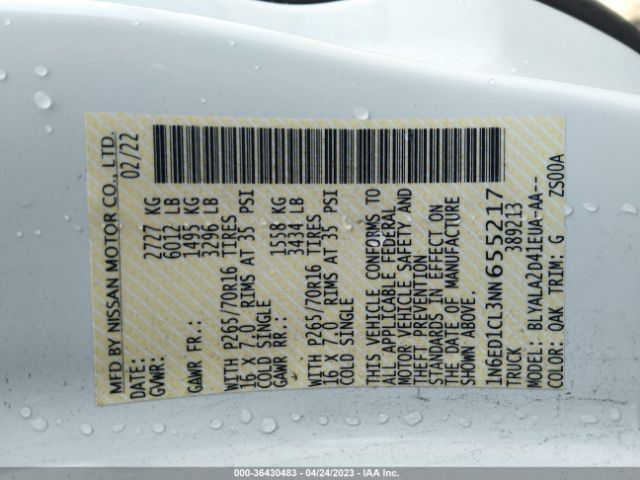 MFD BY NISSAN MOTOR CO., LTD.
DATE: 02/22
GVWR: 2727 KG
6012 LB
GAWR FR.: 1495 KG
3296 LB
WITH P265/70R16 TIRES
16 X 7.0 RIMS AT 35 PSI
COLD SINGLE
GAWR RR.: 1558 KG
3434 LB
WITH P265/70R16 TIRES
16 X 7.0 RIMS AT 35 PSI
COLD SINGLE
THIS VEHICLE CONFORMS TO
ALL APPLICABLE FEDERAL
MOTOR VEHICLE SAFETY AND
THEFT PREVENTION
STANDARDS IN EFFECT ON
THE DATE OF MANUFACTURE
SHOWN ABOVE.
1N6ED1CL3NN655217
TRUCK 389213
MODEL: BLYALA2D41EUA-AA--
COLOR: QAK TRIM: G ZS00A
000-36430483 - 04/24/2023 - IAA Inc.